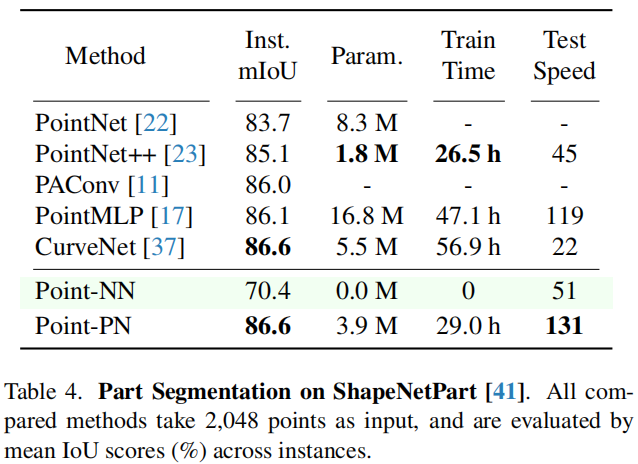 Method Inst. mIoU Param. Train Time Test Speed
PointNet [22] 83.7 8.3 M - -
PointNet++ [23] 85.1 1.8 M 26.5 h 45
PAConv [11] 86.0 - - -
PointMLP [17] 86.1 16.8 M 47.1 h 119
CurveNet [37] 86.6 5.5 M 56.9 h 22
Point-NN 70.4 0.0 M 0 51
Point-PN 86.6 3.9 M 29.0 h 131
Table 4. Part Segmentation on ShapeNetPart [41]. All com-
pared methods take 2,048 points as input, and are evaluated by
mean IoU scores (%) across instances.